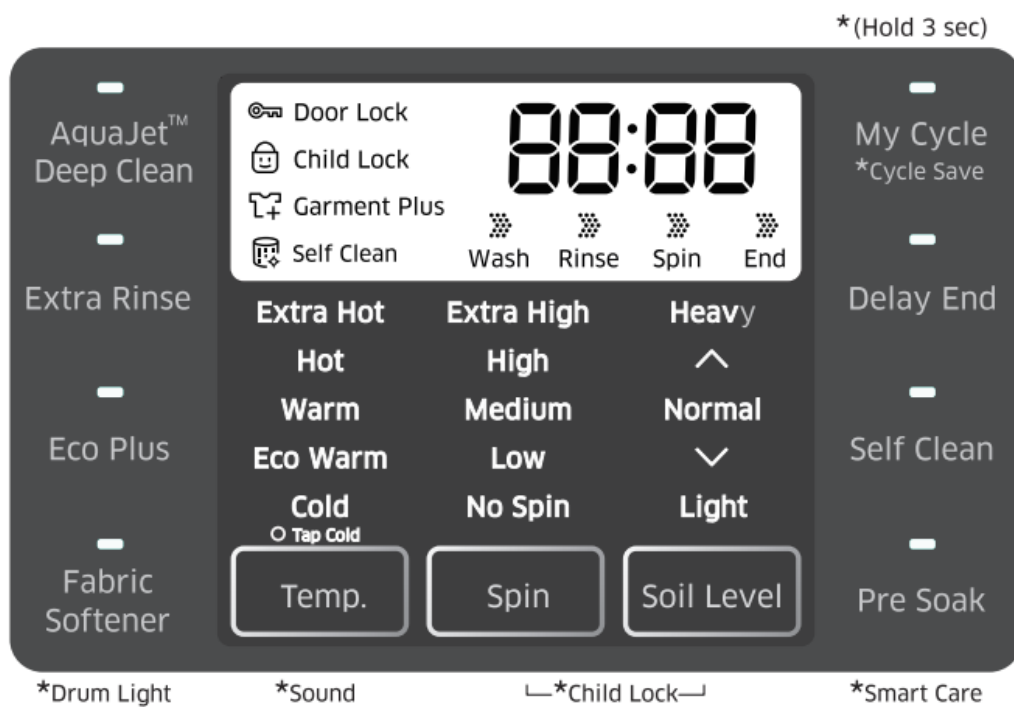 *(Hold 3 sec)
AquaJet™
Deep Clean
Extra Rinse
Eco Plus
Fabric
Softener
Door Lock
Child Lock
Garment Plus
Self Clean
88:88
Wash Rinse Spin End
Extra Hot Extra High Heavy
Hot High
Warm Medium Normal
Eco Warm Low
Cold No Spin Light
Tap Cold
Temp. Spin Soil Level
My Cycle
*Cycle Save
Delay End
Self Clean
Pre Soak
*Drum Light *Sound *Child Lock *Smart Care